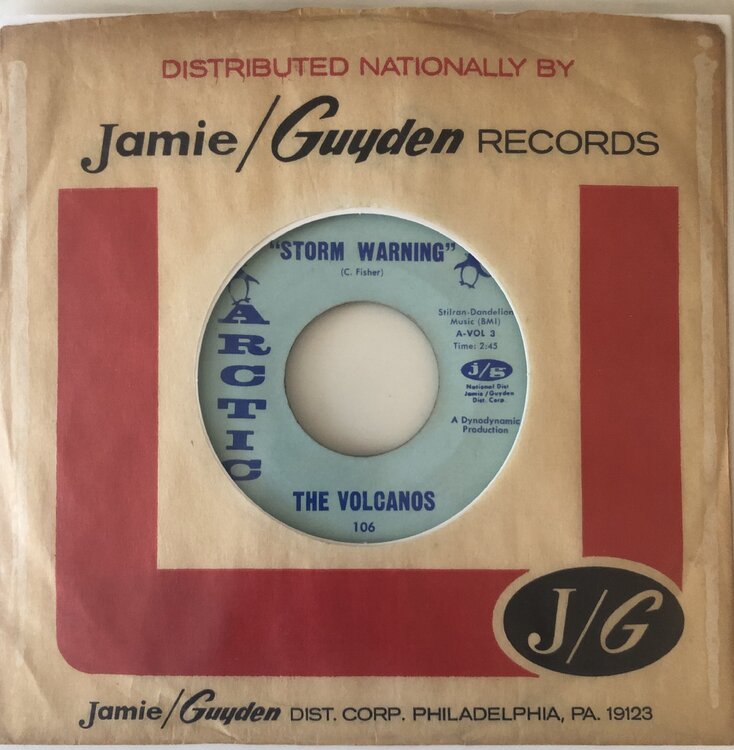 DISTRIBUTED NATIONALLY BY
Jamie/Guyden RECORDS
"STORM WARNING"
(C. Fisher)
ARCTIC
Stilran-Dandelion
Music (BMI)
A-VOL 3
Time: 2:45
j/g
National Dist
Jamie/Guyden
Dist. Corp.
A Dynodynamic
Production
THE VOLCANOS
106
J/G
Jamie/Guyden DIST. CORP. PHILADELPHIA, PA. 19123